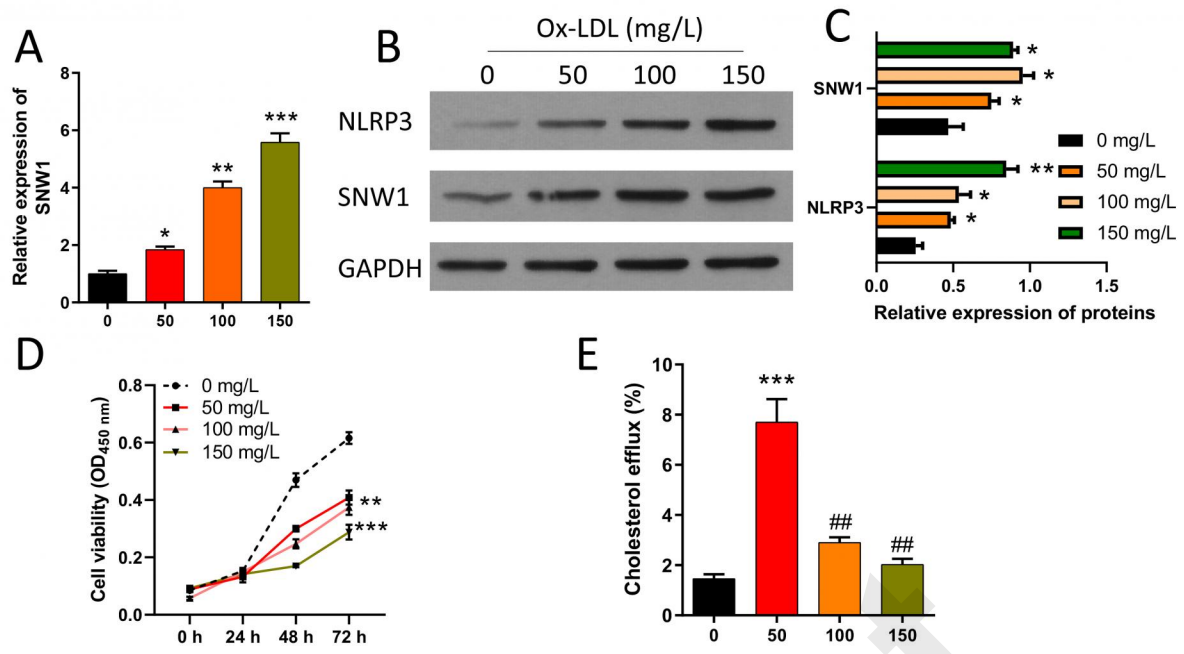 A
Relative expression of
SNW1
8
6
4
2
0
*
**
***
0 50 100 150
B
Ox-LDL (mg/L)
0 50 100 150
NLRP3
SNW1
GAPDH
C
SNW1
NLRP3
*
*
*
**
*
*
0 mg/L
50 mg/L
100 mg/L
150 mg/L
0.0 0.5 1.0 1.5
Relative expression of proteins
D
Cell viability (OD450 nm)
0.8
0.6
0.4
0.2
0.0
0 mg/L
50 mg/L
100 mg/L
150 mg/L
**
***
0 h 24 h 48 h 72 h
E
Cholesterol efflux (%)
10
8
6
4
2
0
***
##
##
0 50 100 150